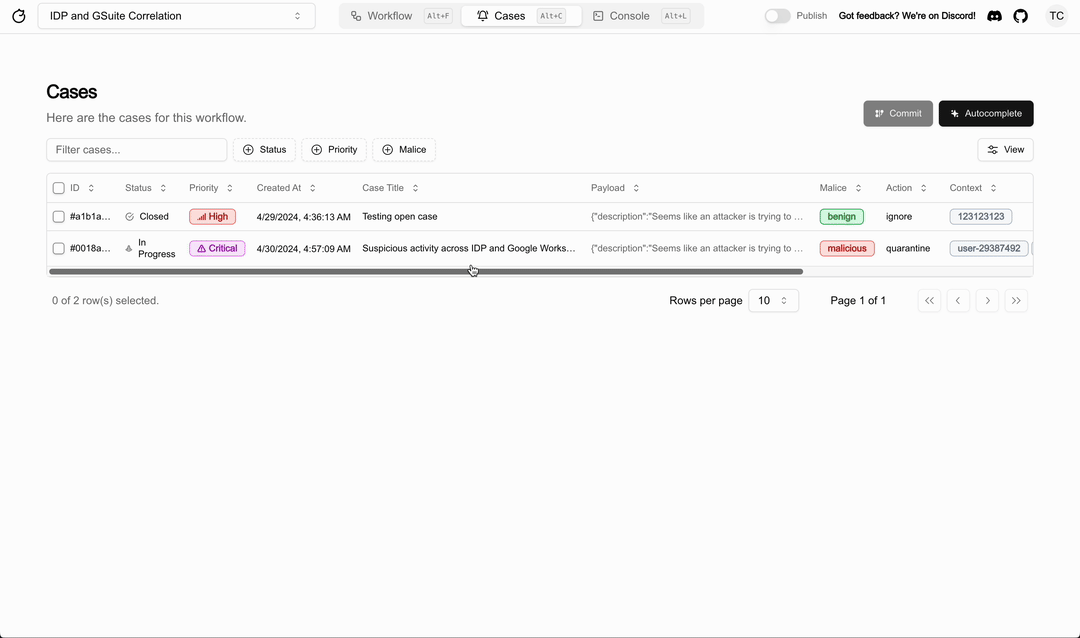 IDP and GSuite Correlation Workflow Alt+F Cases Alt+C Console Alt+L Publish Got feedback? We're on Discord! TC
Cases
Here are the cases for this workflow.
Commit Autocomplete
Filter cases... Status Priority Malice View
ID Status Priority Created At Case Title Payload Malice Action Context
#a1b1a... Closed High 4/29/2024, 4:36:13 AM Testing open case {"description":"Seems like an attacker is trying to ... benign ignore 123123123
#0018a... In Progress Critical 4/30/2024, 4:57:09 AM Suspicious activity across IDP and Google Works... {"description":"Seems like an attacker is trying to ... malicious quarantine user-29387492
0 of 2 row(s) selected. Rows per page 10 Page 1 of 1